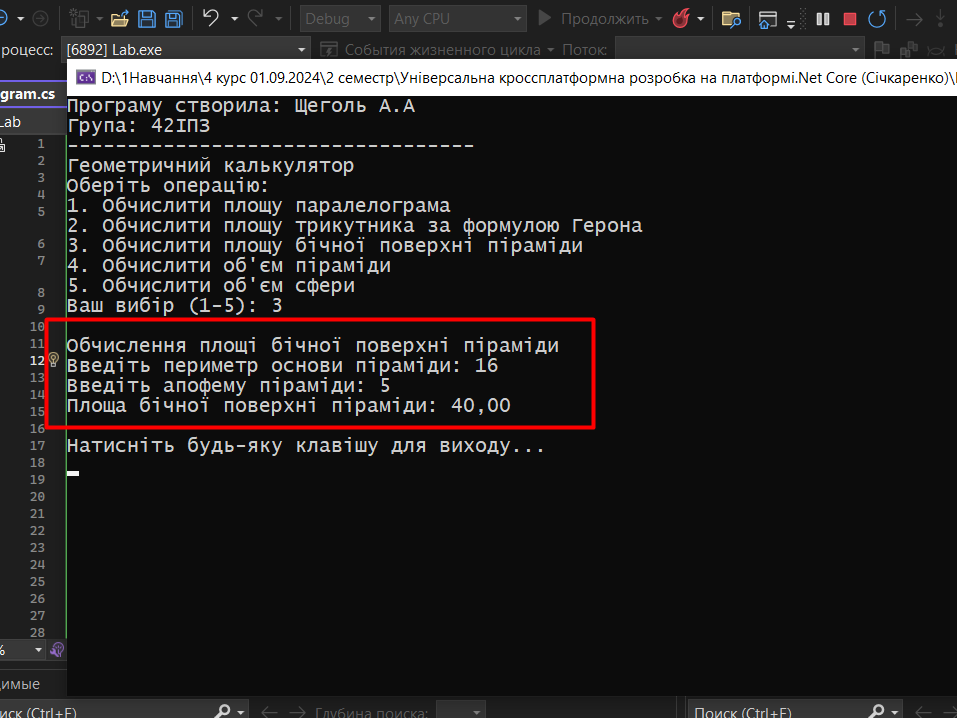 Debug Any CPU Продолжить
роцесс: [6892] Lab.exe События жизненного цикла Поток:
gram.cs
D:\1Навчання\4 курс 01.09.2024\2 семестр\Універсальна кроссплатформна розробка на платформі.Net Core (Січкаренко)\
Lab
Програму створила: Щеголь А.А
Група: 42ІПЗ
----------------------------------
Геометричний калькулятор
Оберіть операцію:
1. Обчислити площу паралелограма
2. Обчислити площу трикутника за формулою Герона
3. Обчислити площу бічної поверхні піраміди
4. Обчислити об'єм піраміди
5. Обчислити об'єм сфери
Ваш вибір (1-5): 3
Обчислення площі бічної поверхні піраміди
Введіть периметр основи піраміди: 16
Введіть апофему піраміди: 5
Площа бічної поверхні піраміди: 40,00
Натисніть будь-яку клавішу для виходу...
1
2
3
4
5
6
7
8
9
10
11
12
13
14
15
16
17
18
19
20
21
22
23
24
25
26
27
28
%
имые
иск (Ctrl+E) Глубина поиска: Поиск (Ctrl+E)